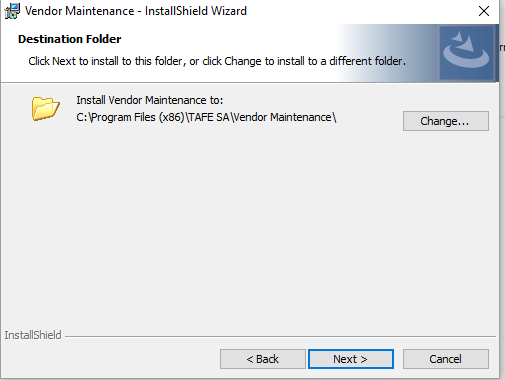 Vendor Maintenance - InstallShield Wizard
Destination Folder
Click Next to install to this folder, or click Change to install to a different folder.
Install Vendor Maintenance to:
C:\Program Files (x86)\TAFE SA\Vendor Maintenance\
Change...
InstallShield
< Back
Next >
Cancel